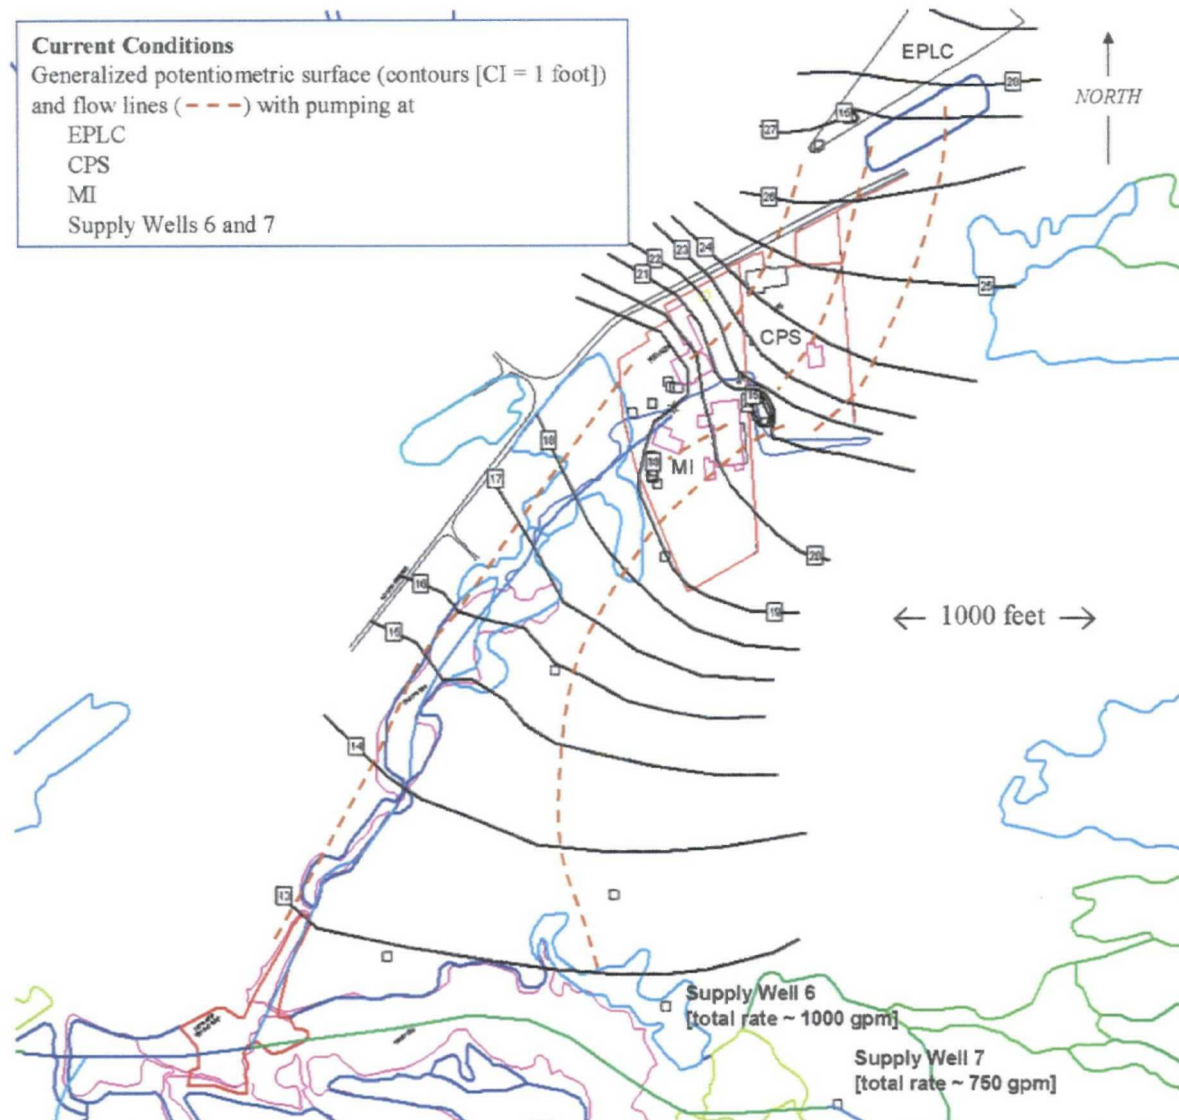 Current Conditions
Generalized potentiometric surface (contours [CI = 1 foot])
and flow lines (- - - -) with pumping at
EPLC
CPS
MI
Supply Wells 6 and 7
EPLC
NORTH
27
26
24
23
22
21
25
CPS
18
MI
17
20
16
19
← 1000 feet →
15
14
13
Supply Well 6
[total rate ~ 1000 gpm]
Supply Well 7
[total rate ~ 750 gpm]